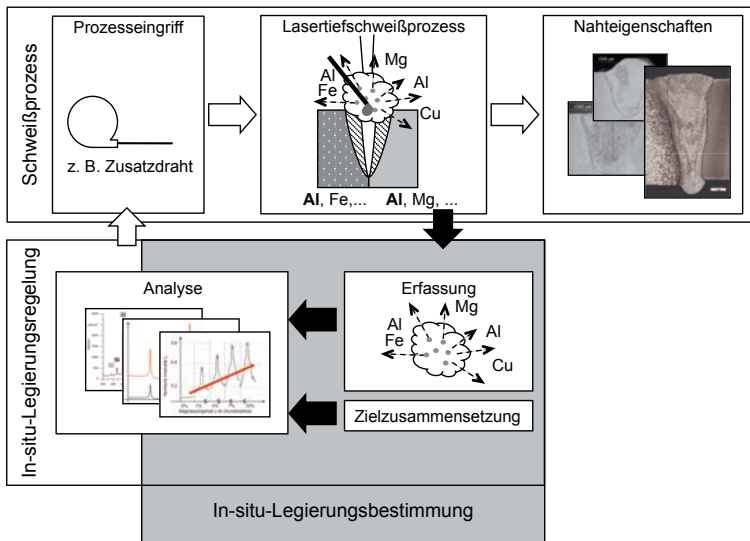 Schweißprozess
Prozesseingriff
z. B. Zusatzdraht
Lasertiefschweißprozess
Mg
Al
Al
Fe
Cu
Al, Fe,... Al, Mg, ...
Nahteigenschaften
In-situ-Legierungsregelung
Analyse
Erfassung
Mg
Al
Al
Fe
Cu
Zielzusammensetzung
In-situ-Legierungsbestimmung